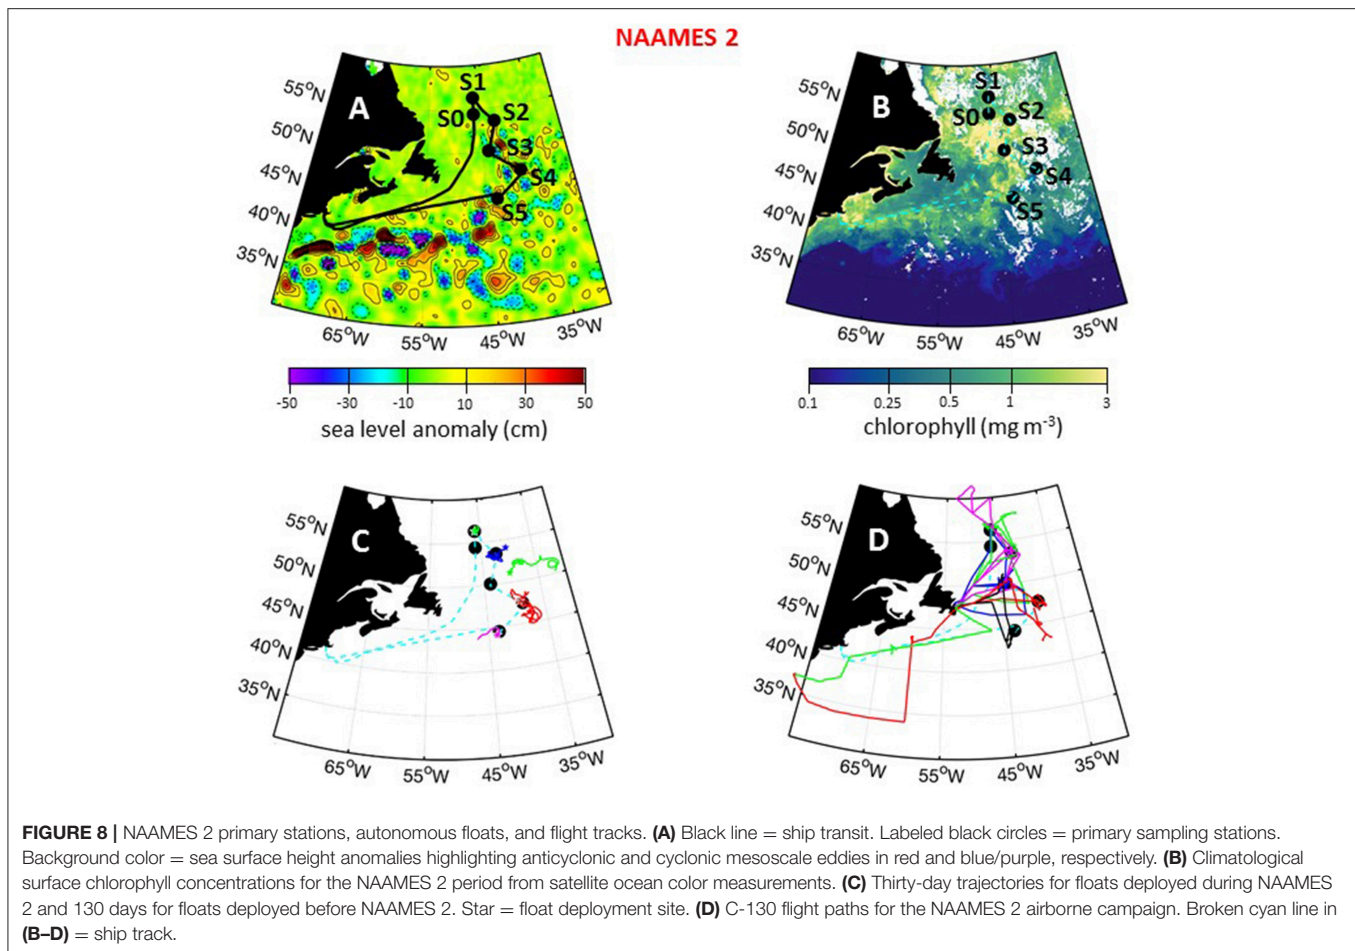 NAAMES 2
A
55°N
50°N
45°N
40°N
35°N
S1
S0
S2
S3
S4
S5
65°W
55°W
45°W
35°W
-50 -30 -10 10 30 50
sea level anomaly (cm)
B
55°N
50°N
45°N
40°N
35°N
S1
S0
S2
S3
S4
S5
65°W
55°W
45°W
35°W
0.1 0.25 0.5 1 3
chlorophyll (mg m⁻³)
C
55°N
50°N
45°N
40°N
35°N
65°W
55°W
45°W
35°W
D
55°N
50°N
45°N
40°N
35°N
65°W
55°W
45°W
35°W
FIGURE 8 | NAAMES 2 primary stations, autonomous floats, and flight tracks. (A) Black line = ship transit. Labeled black circles = primary sampling stations.
Background color = sea surface height anomalies highlighting anticyclonic and cyclonic mesoscale eddies in red and blue/purple, respectively. (B) Climatological
surface chlorophyll concentrations for the NAAMES 2 period from satellite ocean color measurements. (C) Thirty-day trajectories for floats deployed during NAAMES
2 and 130 days for floats deployed before NAAMES 2. Star = float deployment site. (D) C-130 flight paths for the NAAMES 2 airborne campaign. Broken cyan line in
(B–D) = ship track.